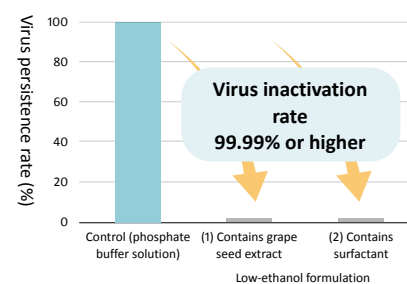 Virus persistence rate (%)
100
80
60
40
20
0
Virus inactivation
rate
99.99% or higher
Control (phosphate
buffer solution)
(1) Contains grape
seed extract
(2) Contains
surfactant
Low-ethanol formulation